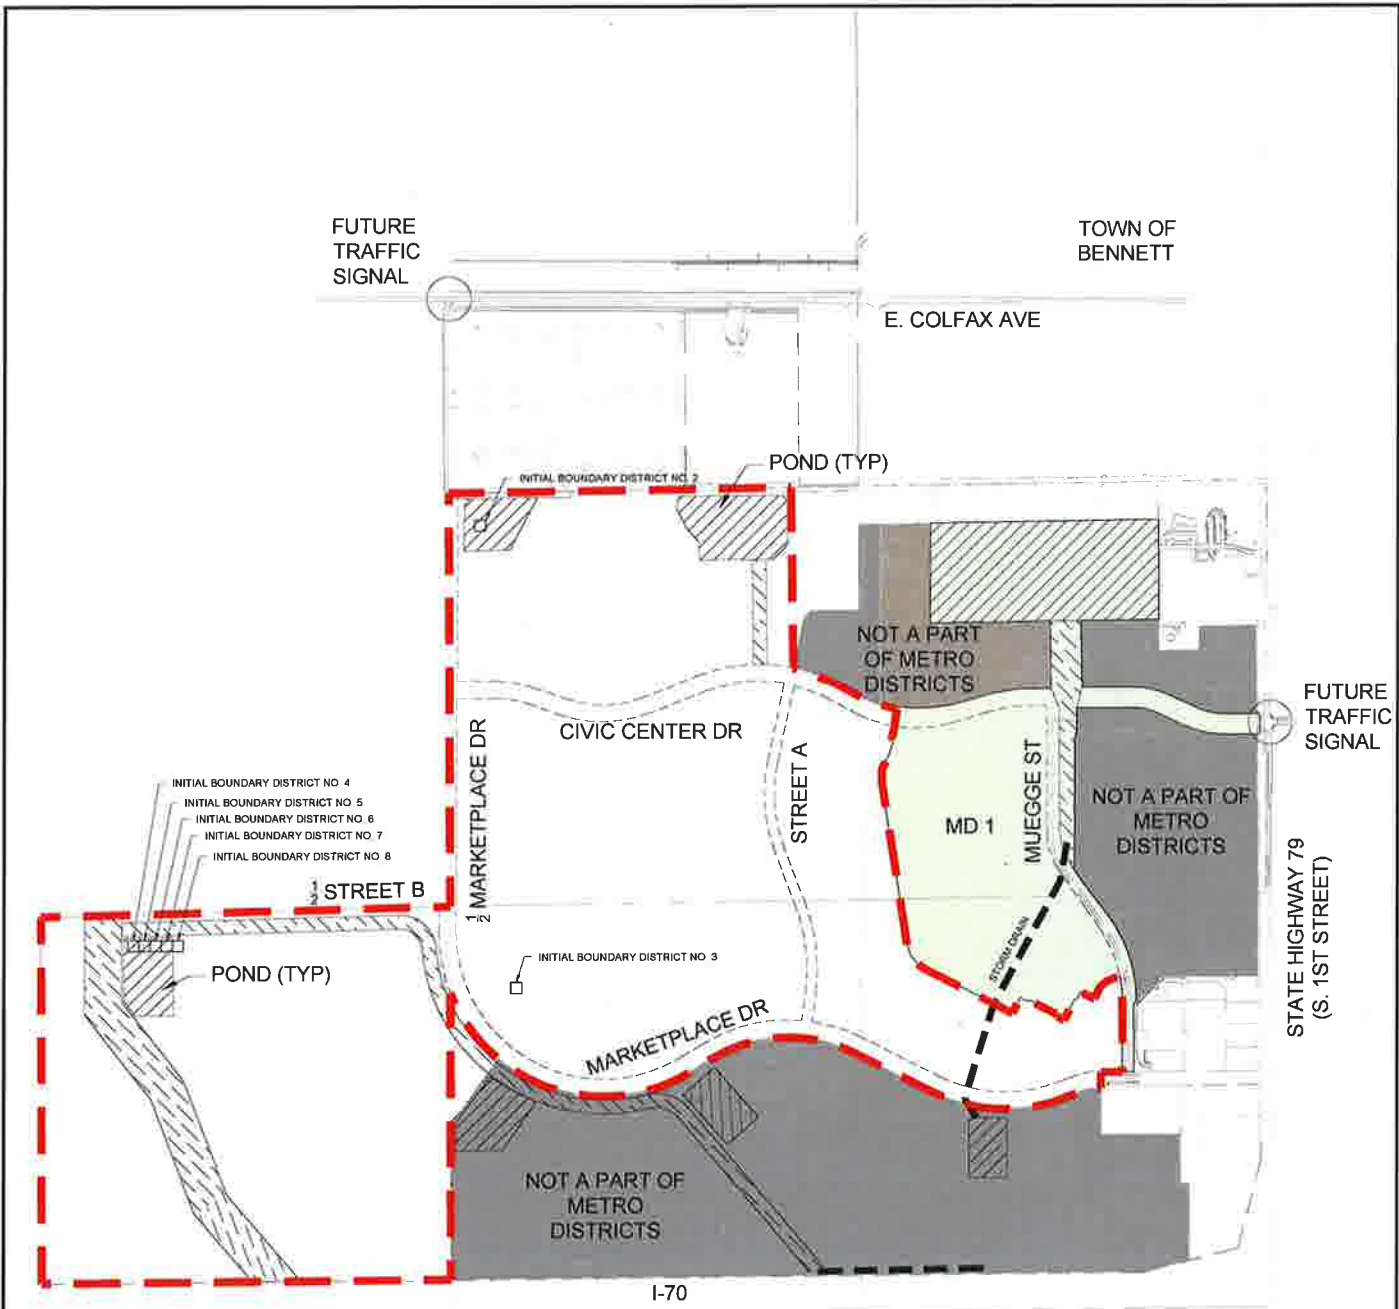 FUTURE
TRAFFIC
SIGNAL
TOWN OF
BENNETT
E. COLFAX AVE
POND (TYP)
INITIAL BOUNDARY DISTRICT NO. 2
NOT A PART
OF METRO
DISTRICTS
FUTURE
TRAFFIC
SIGNAL
CIVIC CENTER DR
1/2 MARKETPLACE DR
STREET A
MUEGGE ST
MD 1
NOT A PART OF
METRO
DISTRICTS
INITIAL BOUNDARY DISTRICT NO 4
INITIAL BOUNDARY DISTRICT NO 5
INITIAL BOUNDARY DISTRICT NO 6
INITIAL BOUNDARY DISTRICT NO 7
INITIAL BOUNDARY DISTRICT NO 8
1/2 STREET B
STATE HIGHWAY 79
(S. 1ST STREET)
STORM DRAIN
INITIAL BOUNDARY DISTRICT NO 3
POND (TYP)
MARKETPLACE DR
NOT A PART OF
METRO
DISTRICTS
I-70